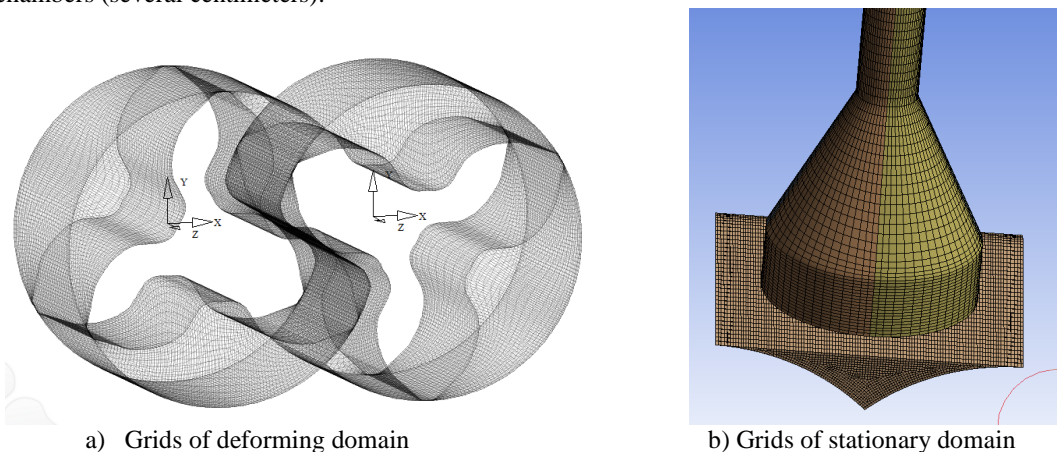 chambers (several centimeters).
Y
X
Z
Y
X
Z
a) Grids of deforming domain
b) Grids of stationary domain